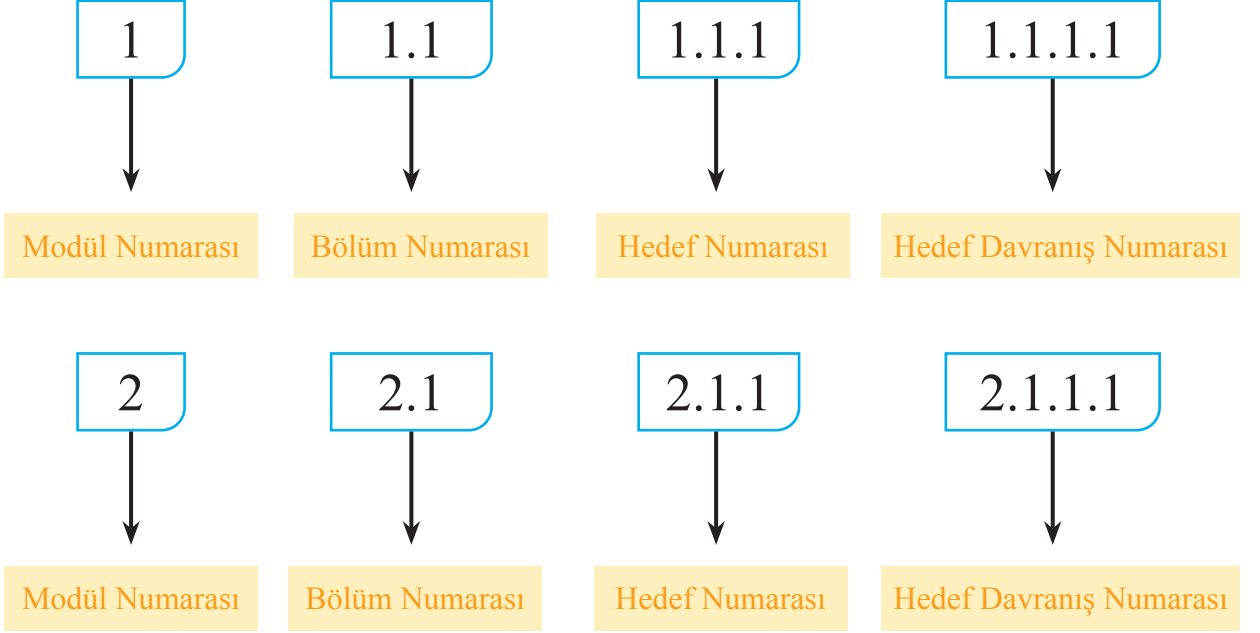 1 1.1 1.1.1 1.1.1.1
Modül Numarası Bölüm Numarası Hedef Numarası Hedef Davranış Numarası
2 2.1 2.1.1 2.1.1.1
Modül Numarası Bölüm Numarası Hedef Numarası Hedef Davranış Numarası